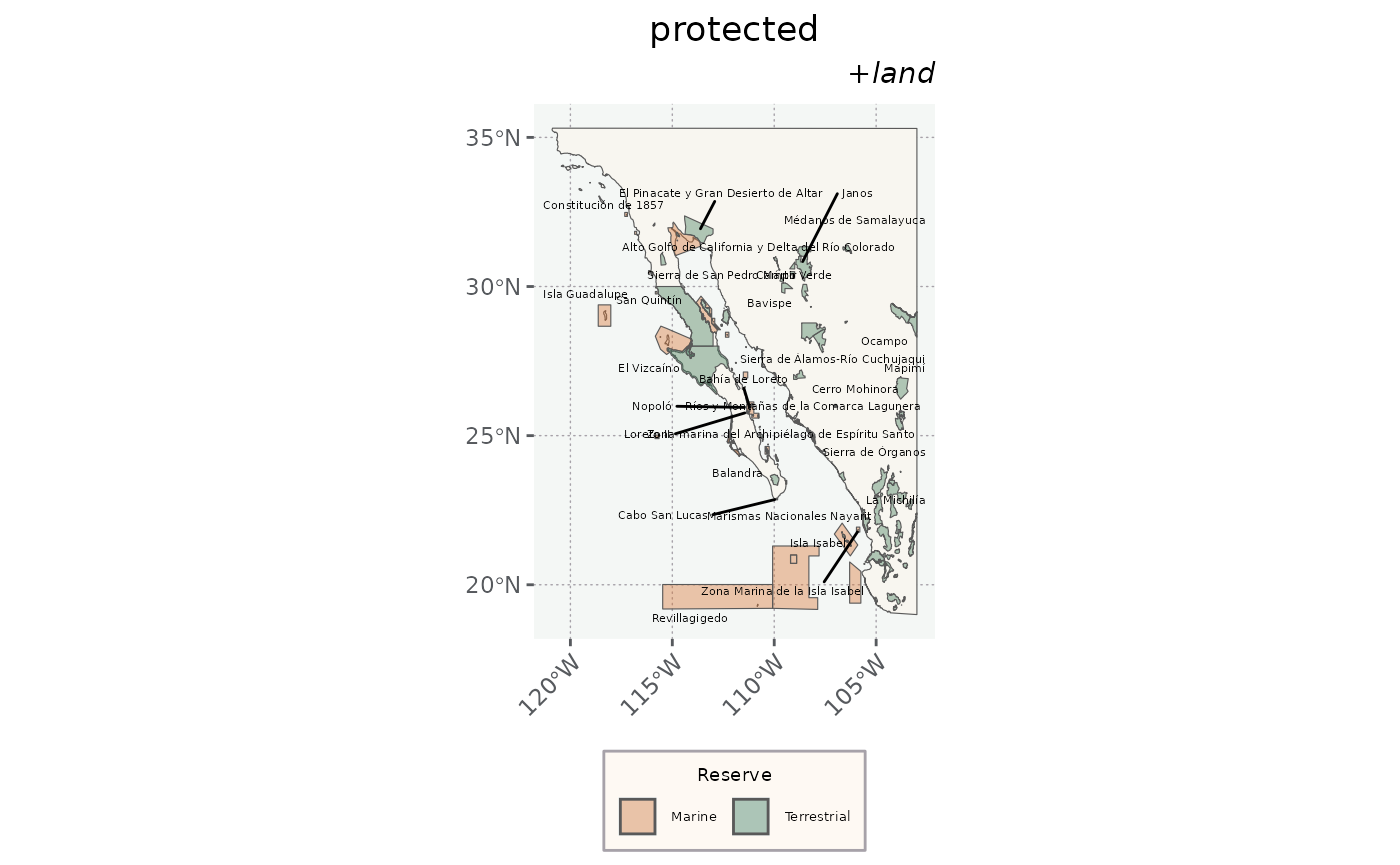 protected
+land
35°N
30°N
25°N
20°N
El Pinacate y Gran Desierto de Altar
Janos
Constitución de 1857
Médanos de Samalayuca
Alto Golfo de California y Delta del Río Colorado
Sierra de San Pedro Mártir
Campo Verde
Isla Guadalupe
San Quintín
Bavispe
Ocampo
Sierra de Álamos-Río Cuchujaqui
El Vizcaíno
Mapimí
Bahía de Loreto
Cerro Mohinora
Nopoló
Ríos y Montañas de la Comarca Lagunera
Loreto II
Zona marina del Archipiélago de Espíritu Santo
Sierra de Órganos
Balandra
La Michilía
Cabo San Lucas
Marismas Nacionales Nayarit
Isla Isabel
Zona Marina de la Isla Isabel
Revillagigedo
120°W
115°W
110°W
105°W
Reserve
Marine
Terrestrial